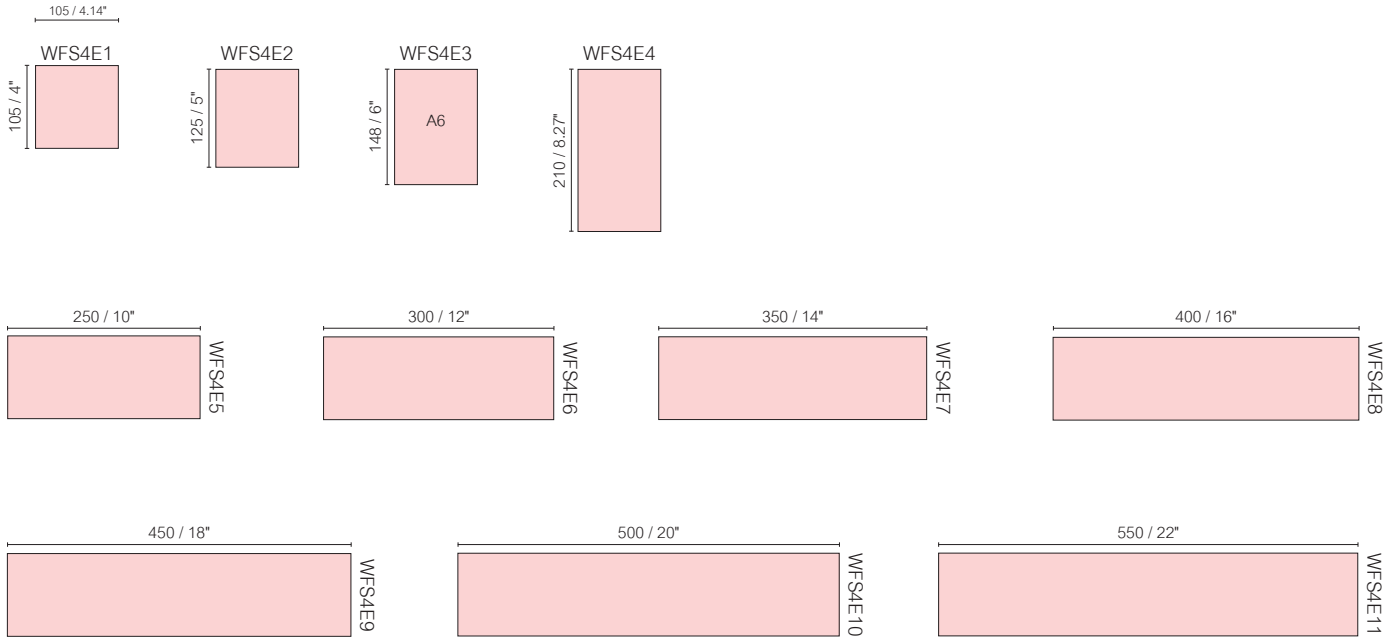 105 / 4.14"
WFS4E1
105 / 4"
WFS4E2
125 / 5"
WFS4E3
148 / 6"
A6
WFS4E4
210 / 8.27"
250 / 10"
WFS4E5
300 / 12"
WFS4E6
350 / 14"
WFS4E7
400 / 16"
WFS4E8
450 / 18"
WFS4E9
500 / 20"
WFS4E10
550 / 22"
WFS4E11